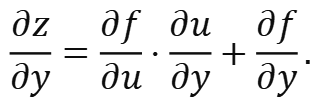 ∂z/∂y = ∂f/∂u · ∂u/∂y + ∂f/∂y.